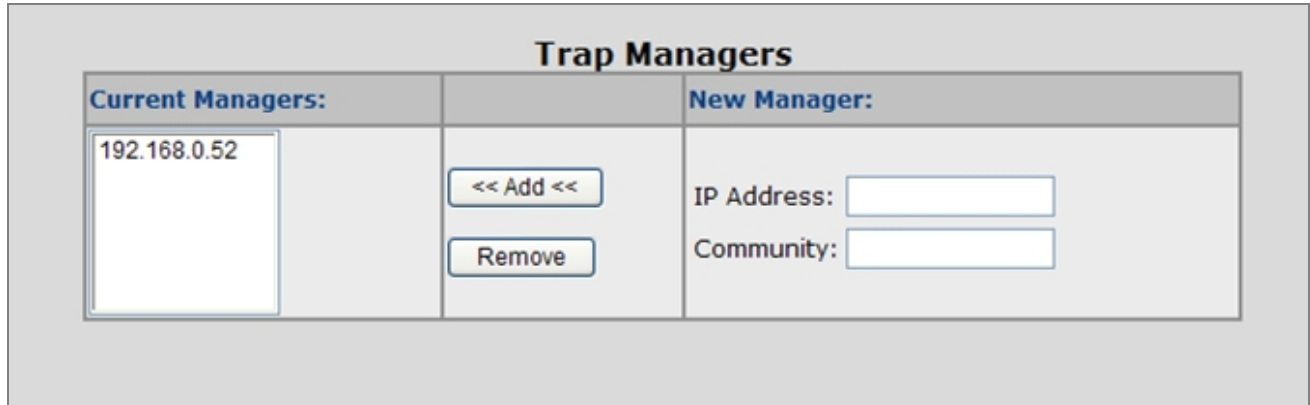 Trap Managers
Current Managers:
New Manager:
192.168.0.52
<< Add <<
Remove
IP Address:
Community: